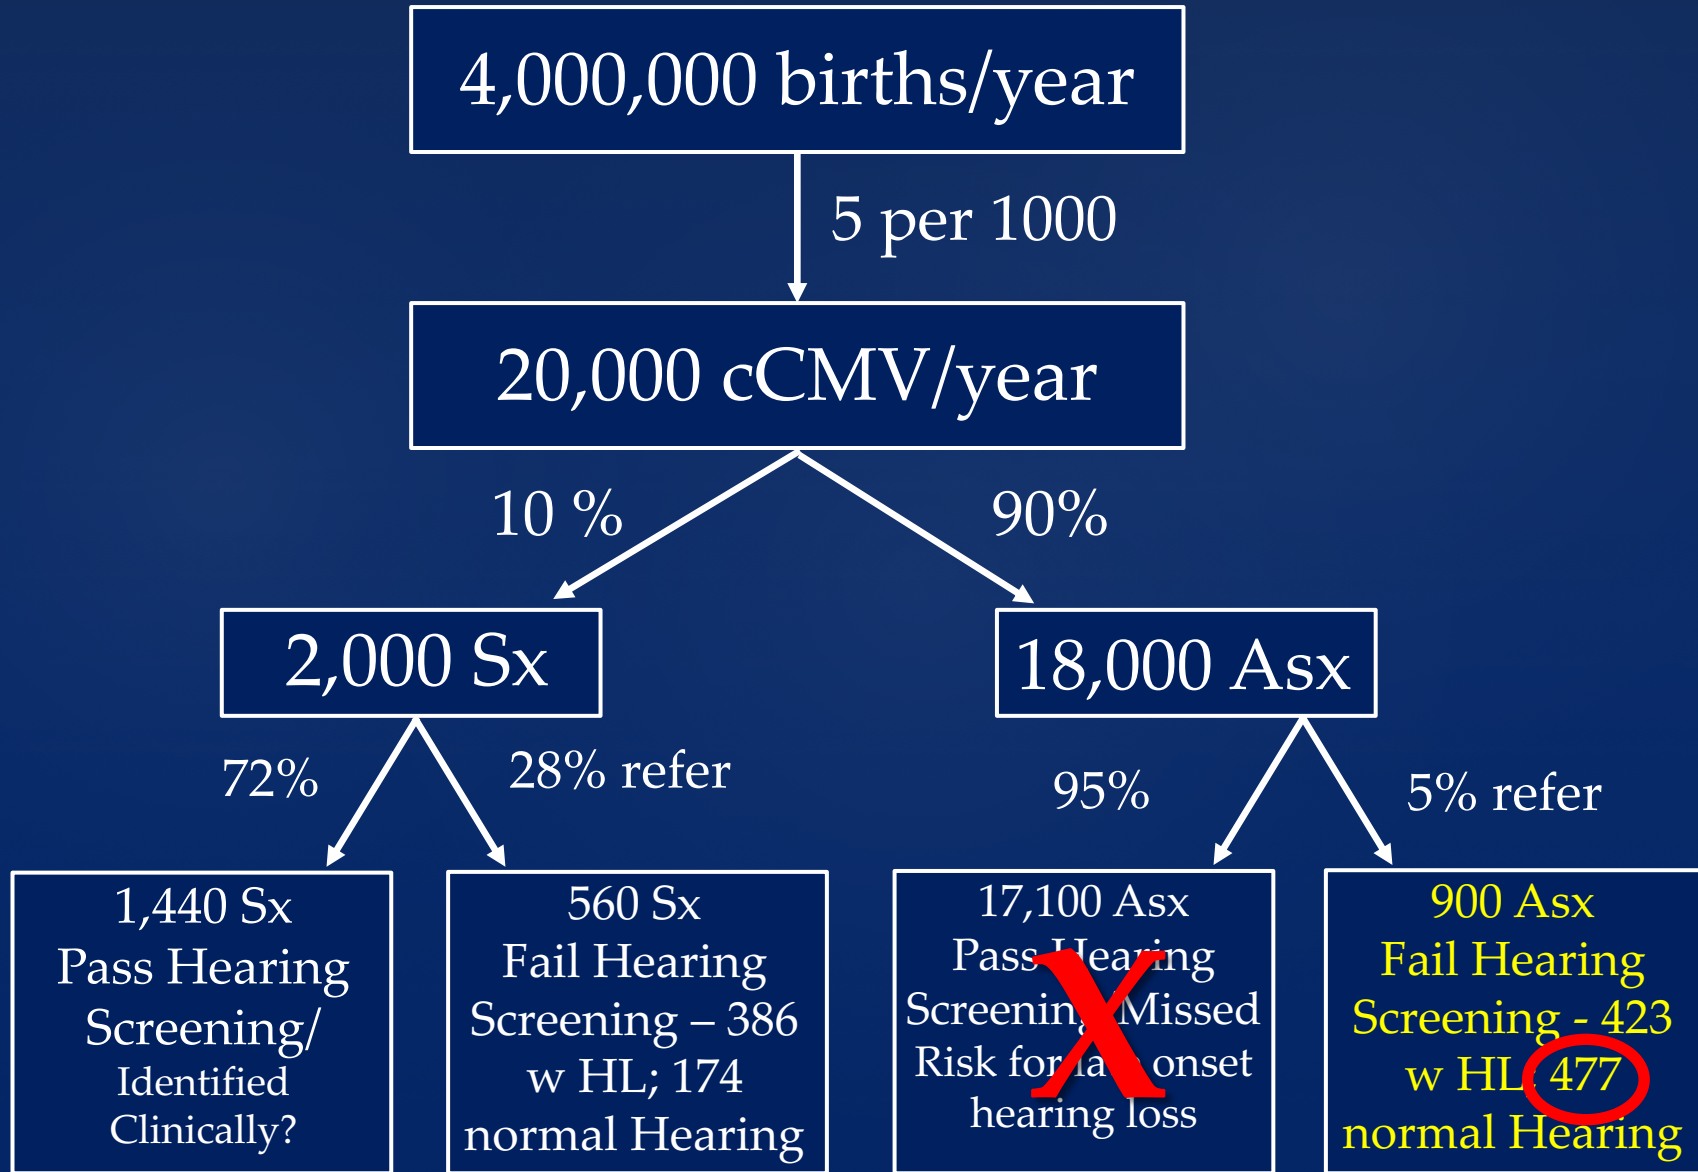 4,000,000 births/year
5 per 1000
20,000 cCMV/year
10 %
90%
2,000 Sx
18,000 Asx
72%
28% refer
95%
5% refer
1,440 Sx
Pass Hearing
Screening/
Identified
Clinically?
560 Sx
Fail Hearing
Screening – 386
w HL; 174
normal Hearing
17,100 Asx
Pass Hearing
Screening/Missed
Risk for late onset
hearing loss
X
900 Asx
Fail Hearing
Screening - 423
w HL; 477
normal Hearing